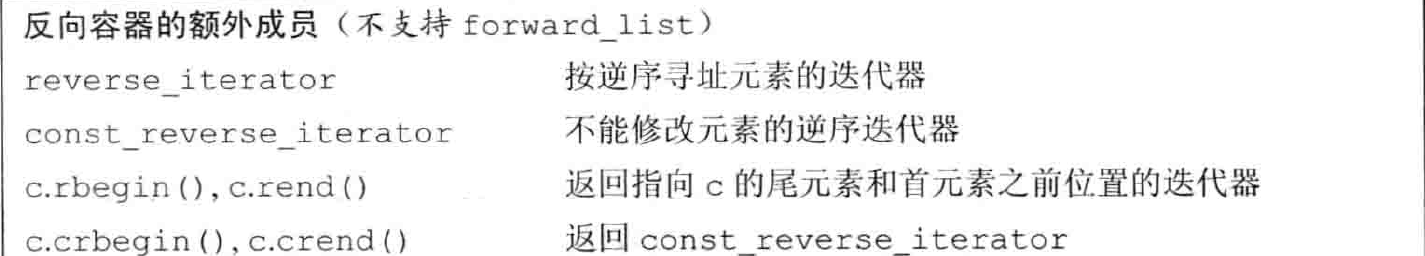 反向容器的额外成员（不支持 forward_list）
reverse_iterator 按逆序寻址元素的迭代器
const_reverse_iterator 不能修改元素的逆序迭代器
c.rbegin(),c.rend() 返回指向 c 的尾元素和首元素之前位置的迭代器
c.crbegin(),c.crend() 返回 const_reverse_iterator